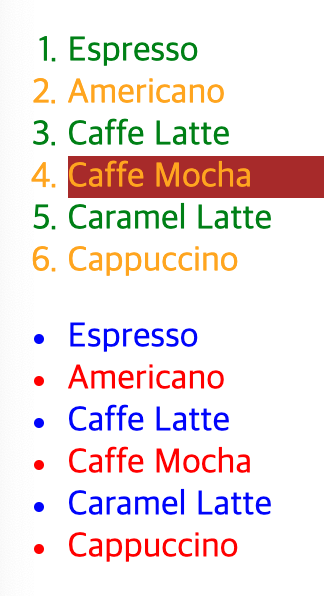 1. Espresso
2. Americano
3. Caffe Latte
4. Caffe Mocha
5. Caramel Latte
6. Cappuccino
• Espresso
• Americano
• Caffe Latte
• Caffe Mocha
• Caramel Latte
• Cappuccino